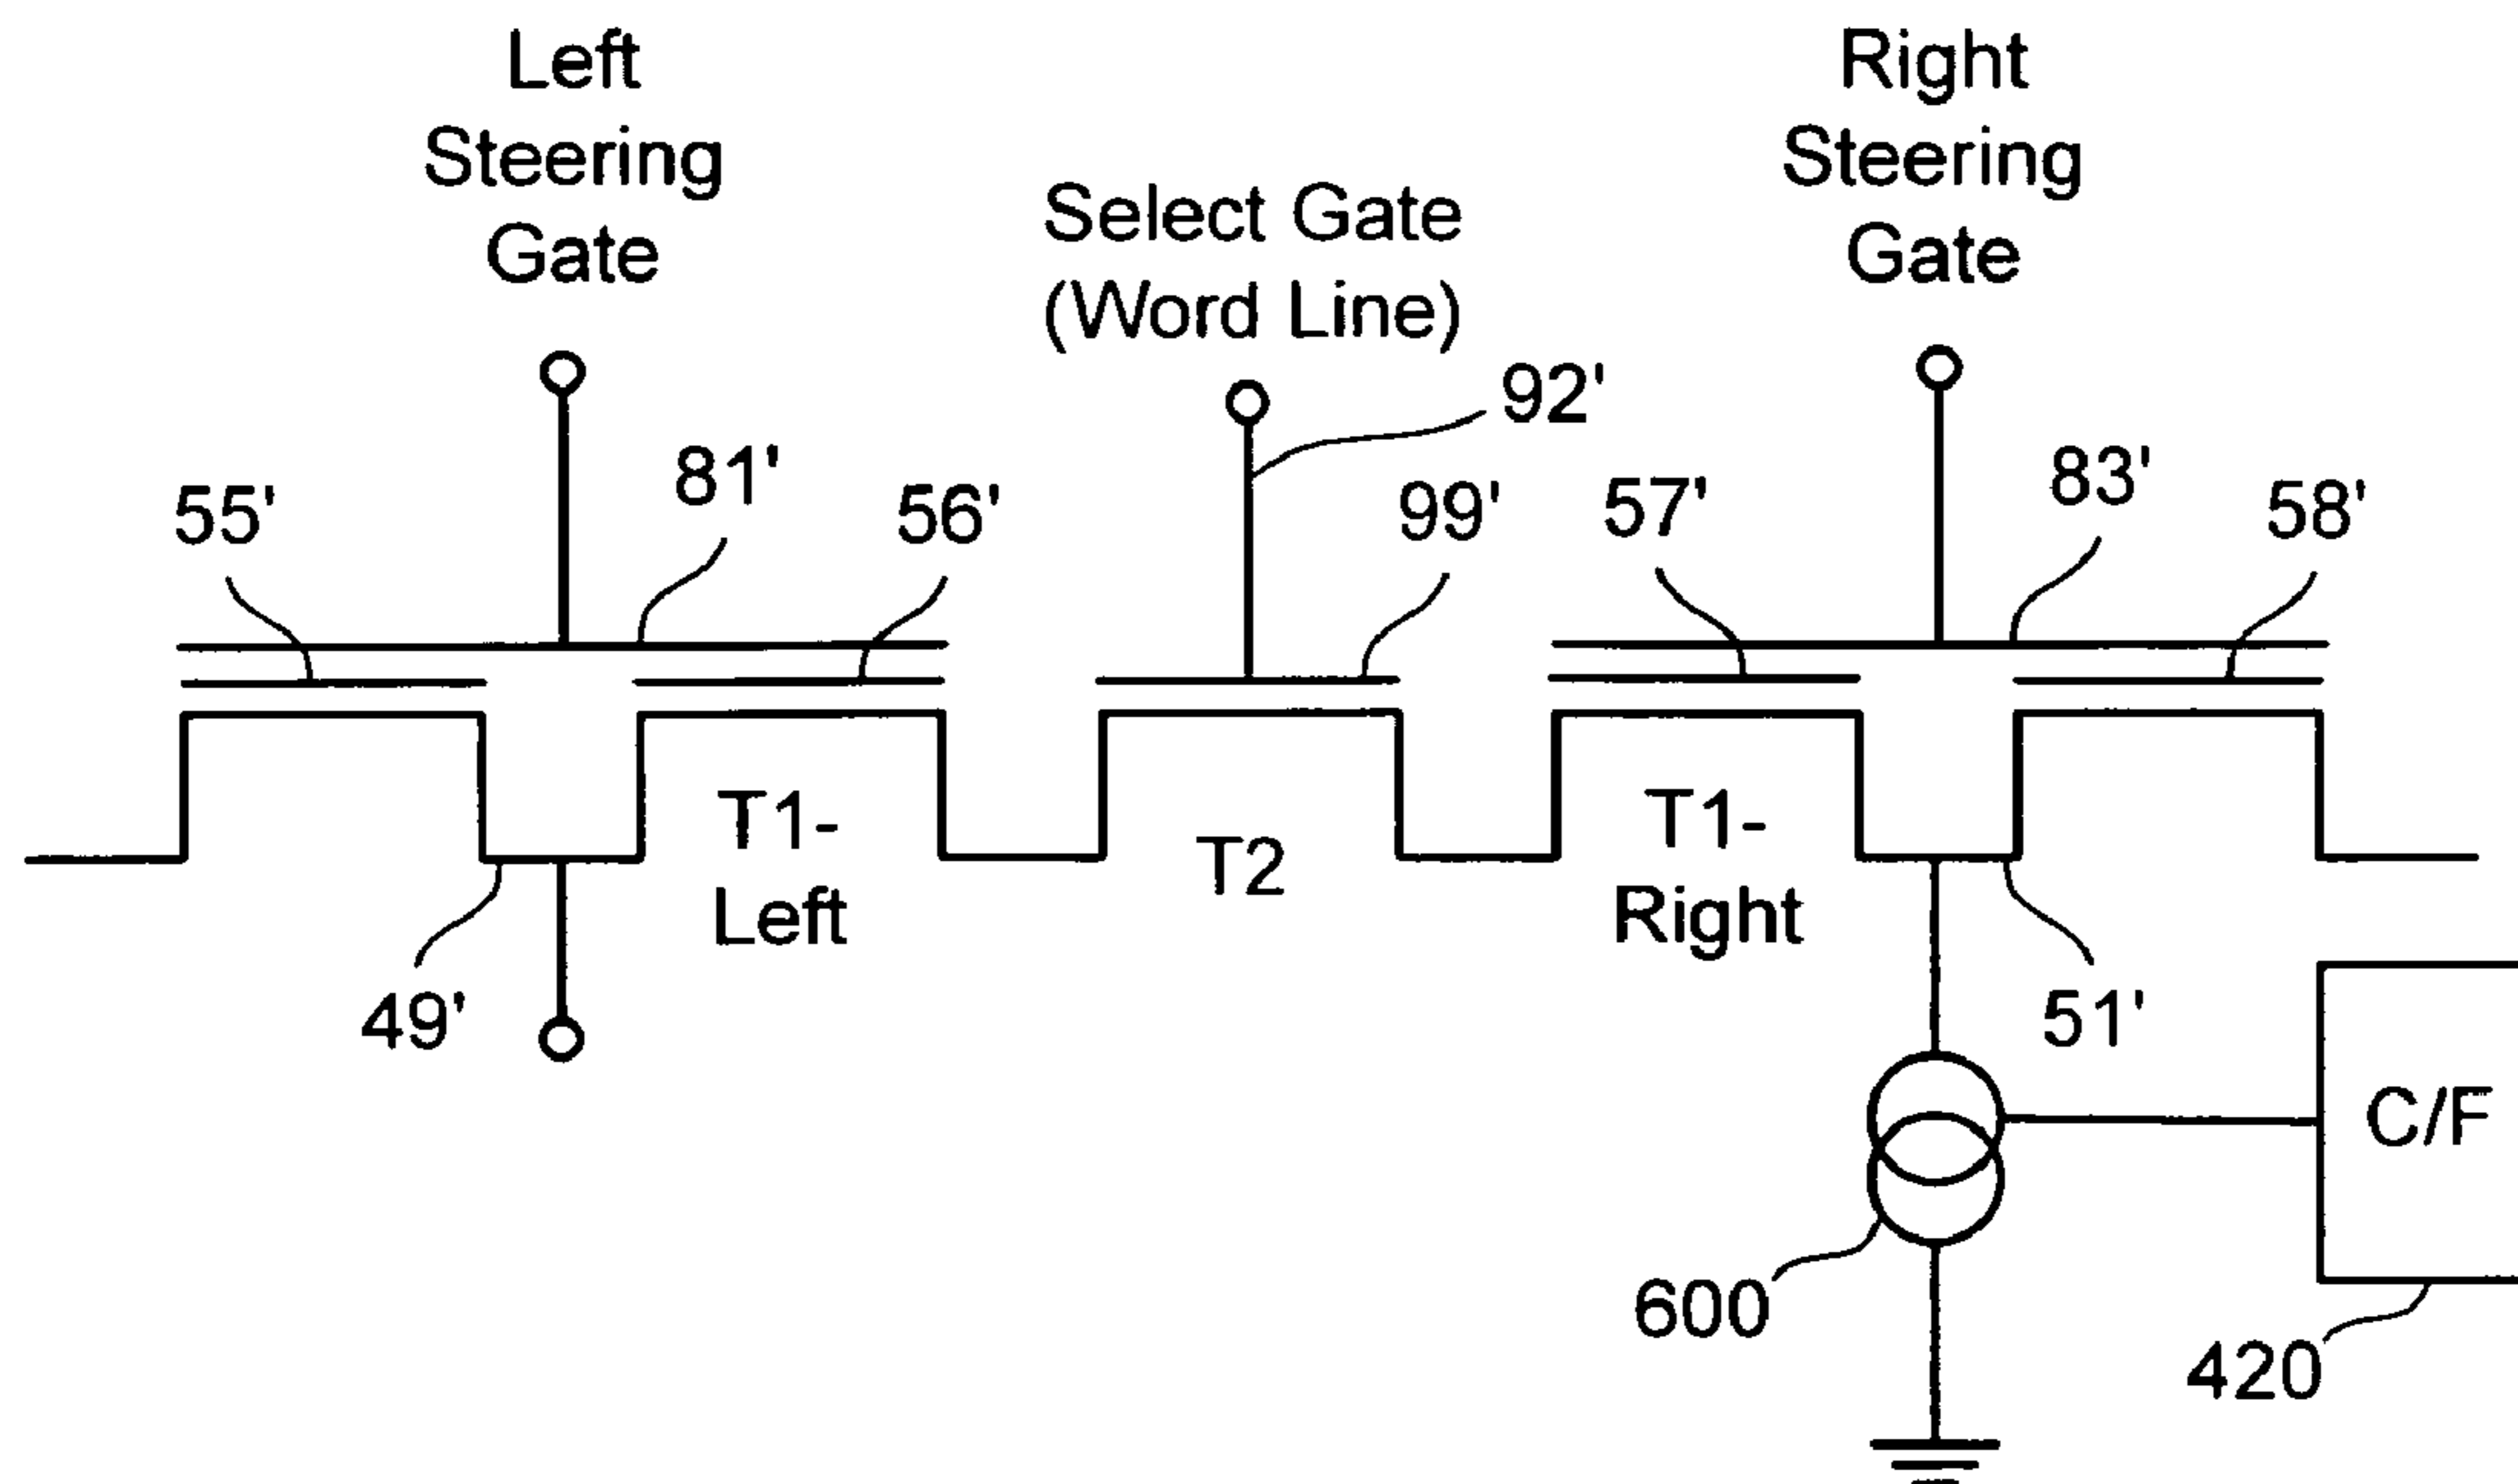 Left
Steering
Gate
Select Gate
(Word Line)
Right
Steering
Gate
92'
55'
81'
56'
99'
57'
83'
58'
T1-
Left
T2
T1-
Right
49'
51'
C/F
600
420